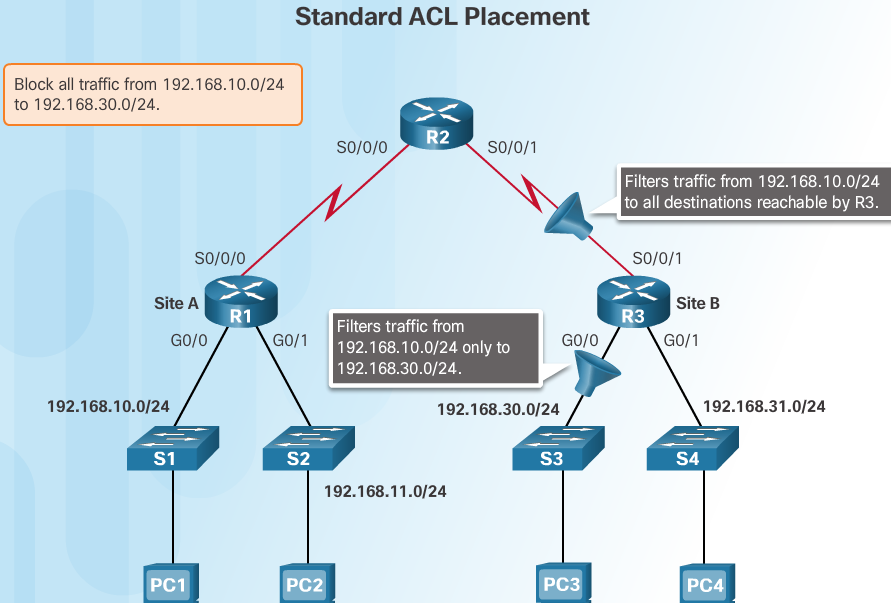 Standard ACL Placement
Block all traffic from 192.168.10.0/24
to 192.168.30.0/24.
R2
S0/0/0
S0/0/1
Filters traffic from 192.168.10.0/24
to all destinations reachable by R3.
S0/0/0
S0/0/1
Site A
R1
R3
Site B
G0/0
G0/1
Filters traffic from
192.168.10.0/24 only to
192.168.30.0/24.
G0/0
G0/1
192.168.10.0/24
192.168.30.0/24
192.168.31.0/24
S1
S2
S3
S4
192.168.11.0/24
PC1
PC2
PC3
PC4